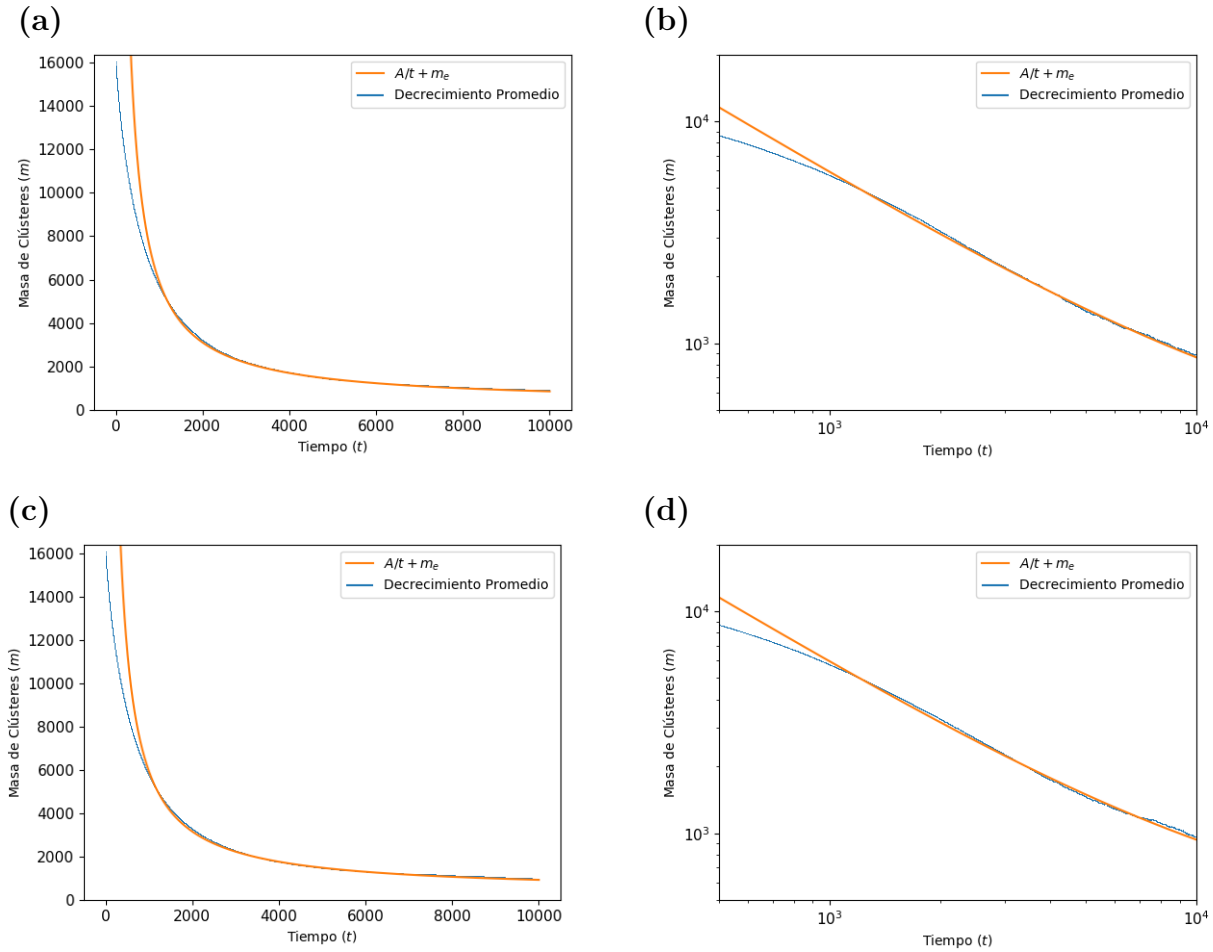 (a)
16000
14000
12000
10000
8000
6000
4000
2000
0
Masa de Clústeres (m)
A/t + m_e
Decrecimiento Promedio
0 2000 4000 6000 8000 10000
Tiempo (t)
(b)
10^4
10^3
Masa de Clústeres (m)
A/t + m_e
Decrecimiento Promedio
10^3 10^4
Tiempo (t)
(c)
16000
14000
12000
10000
8000
6000
4000
2000
0
Masa de Clústeres (m)
A/t + m_e
Decrecimiento Promedio
0 2000 4000 6000 8000 10000
Tiempo (t)
(d)
10^4
10^3
Masa de Clústeres (m)
A/t + m_e
Decrecimiento Promedio
10^3 10^4
Tiempo (t)